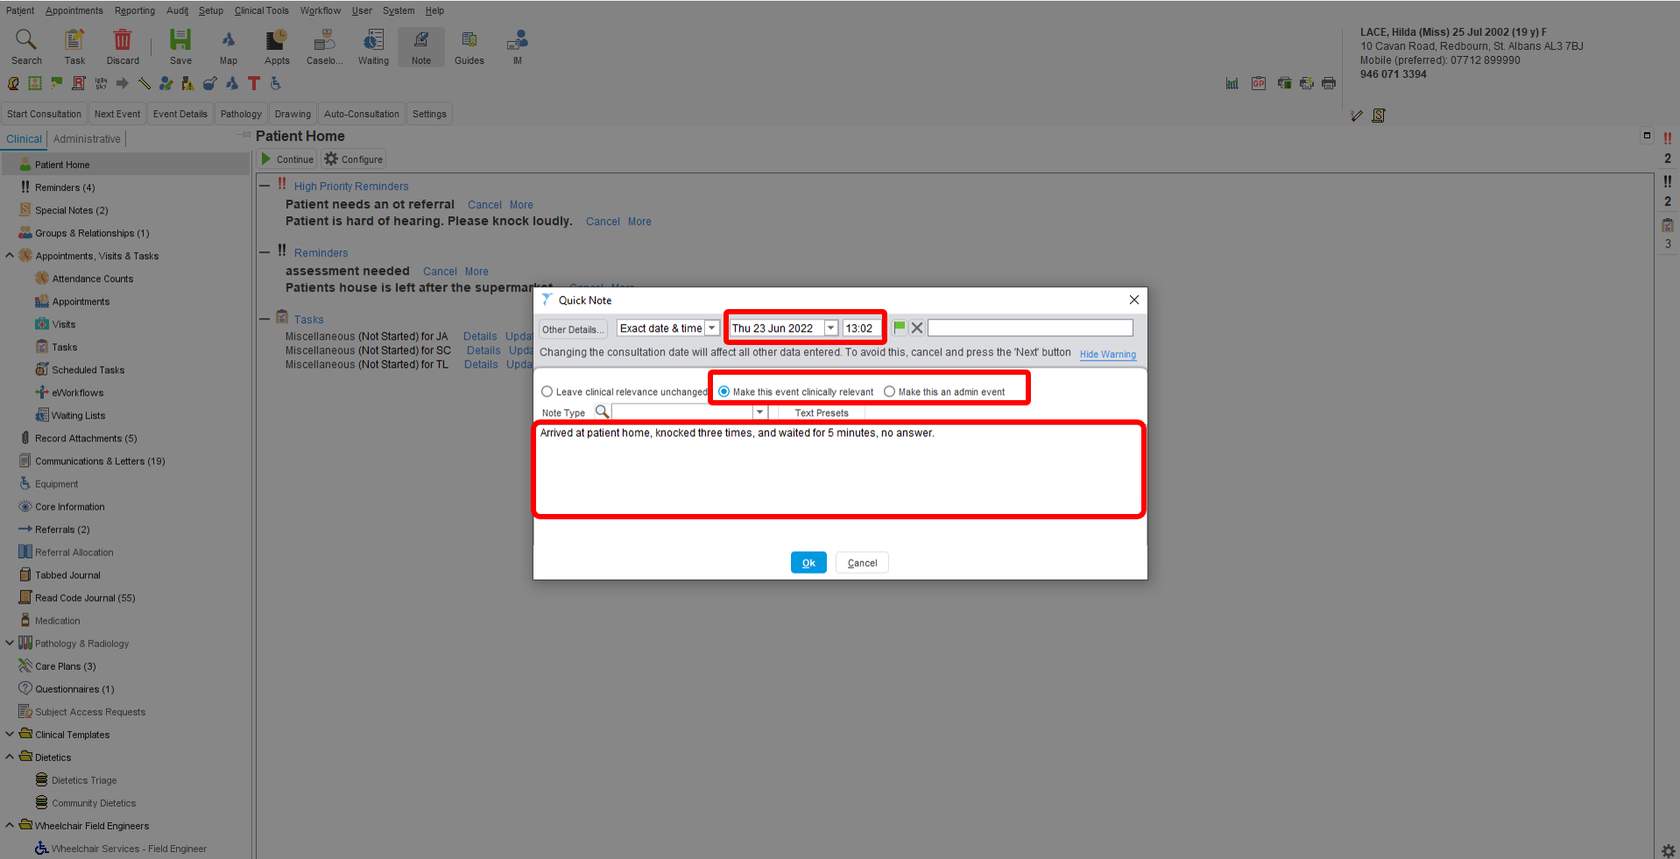 Patient Appointments Reporting Audit Setup Clinical Tools Workflow User System Help
Search Task Discard Save Map Appts Caselo... Waiting Note Guides IM
LACE, Hilda (Miss) 25 Jul 2002 (19 y) F
10 Cavan Road, Redbourn, St. Albans AL3 7BJ
Mobile (preferred): 07712 899990
946 071 3394
Start Consultation Next Event Event Details Pathology Drawing Auto-Consultation Settings
Clinical Administrative
Patient Home
Reminders (4)
Special Notes (2)
Groups & Relationships (1)
Appointments, Visits & Tasks
Attendance Counts
Appointments
Visits
Tasks
Scheduled Tasks
eWorkflows
Waiting Lists
Record Attachments (5)
Communications & Letters (19)
Equipment
Core Information
Referrals (2)
Referral Allocation
Tabbed Journal
Read Code Journal (55)
Medication
Pathology & Radiology
Care Plans (3)
Questionnaires (1)
Subject Access Requests
Clinical Templates
Dietetics
Dietetics Triage
Community Dietetics
Wheelchair Field Engineers
Wheelchair Services - Field Engineer
Patient Home
Continue Configure
!! High Priority Reminders
Patient needs an ot referral Cancel More
Patient is hard of hearing. Please knock loudly. Cancel More
!! Reminders
assessment needed Cancel More
Patients house is left after the supermarket
Tasks
Miscellaneous (Not Started) for JA Details Upda
Miscellaneous (Not Started) for SC Details Upda
Miscellaneous (Not Started) for TL Details Upda
Quick Note
Other Details... Exact date & time Thu 23 Jun 2022 13:02
Changing the consultation date will affect all other data entered. To avoid this, cancel and press the 'Next' button Hide Warning
Leave clinical relevance unchanged Make this event clinically relevant Make this an admin event
Note Type Text Presets
Arrived at patient home, knocked three times, and waited for 5 minutes, no answer.
Ok Cancel
!!
2
!!
2
3